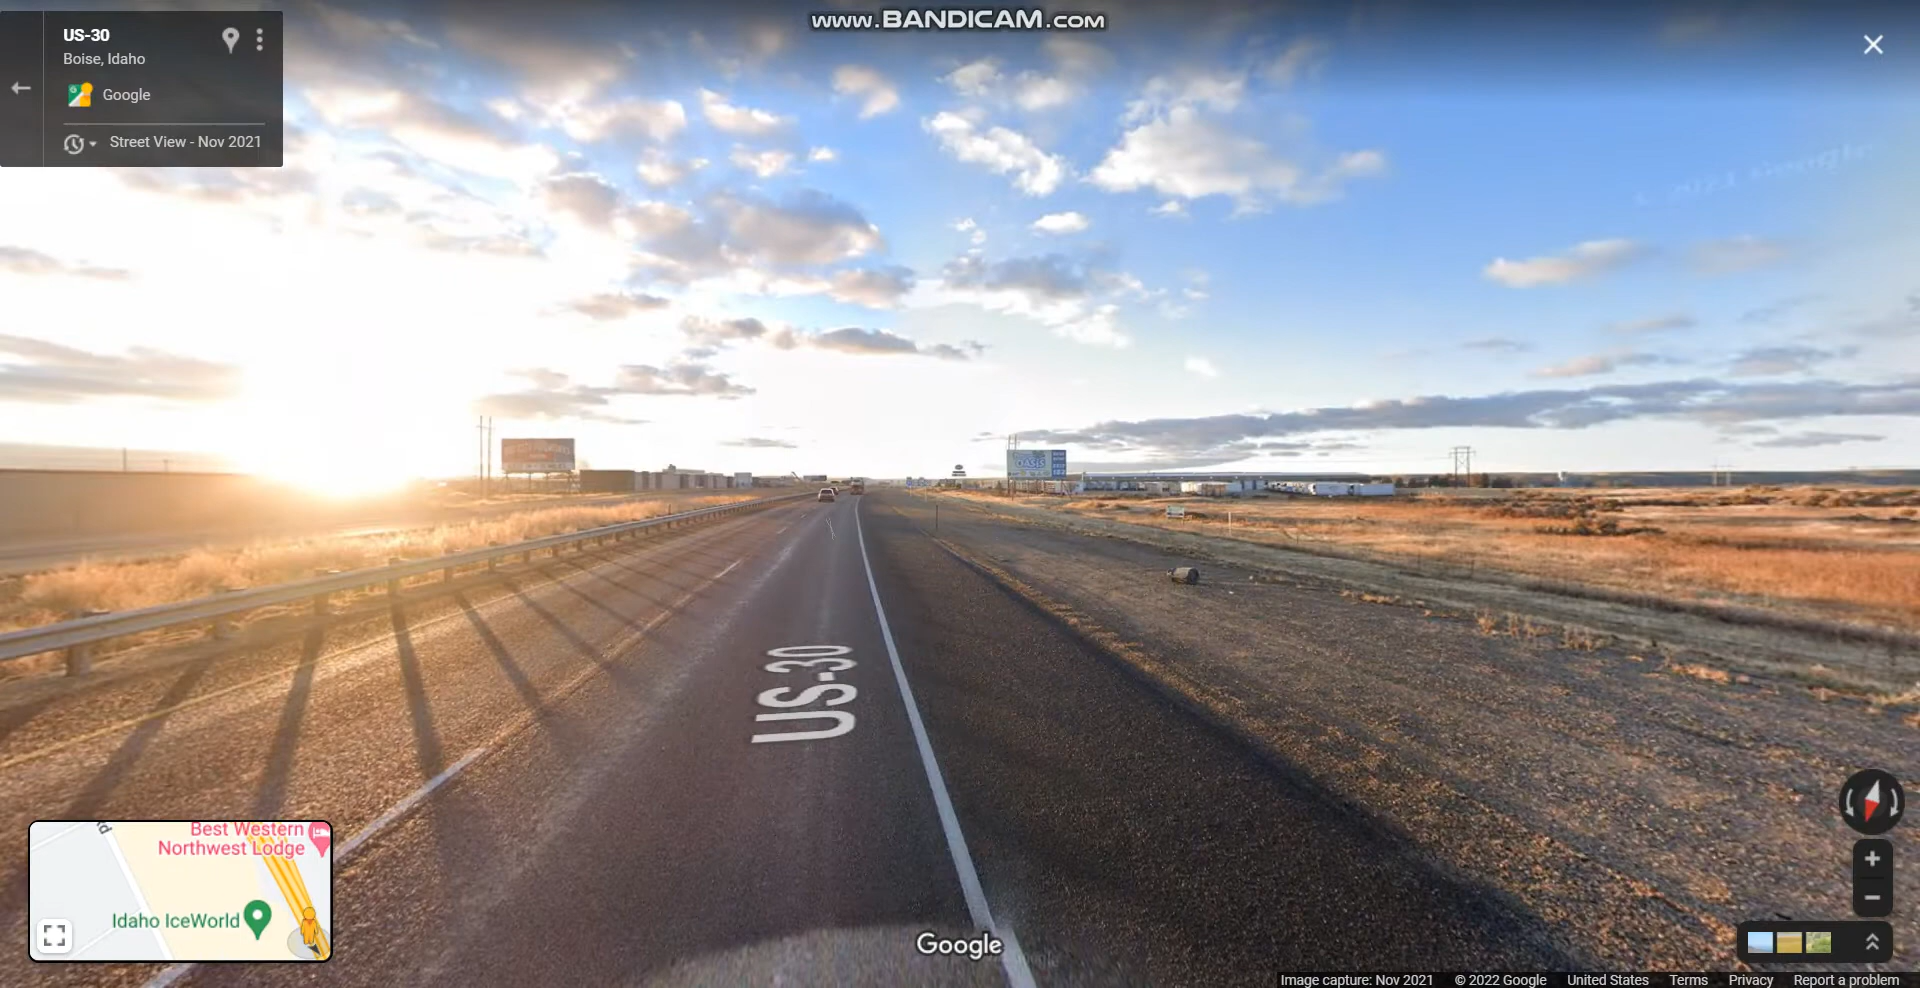 www.BANDICAM.com
US-30
Boise, Idaho
Google
Street View - Nov 2021
OASIS
US-30
Best Western
Northwest Lodge
Idaho IceWorld
Google
Image capture: Nov 2021
© 2022 Google
United States
Terms
Privacy
Report a problem